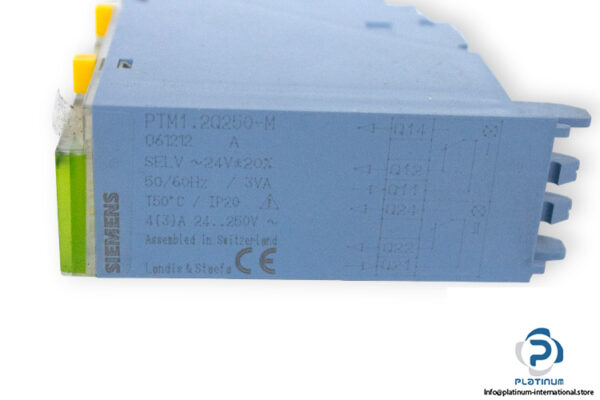 PTM1.2Q250-M
061212 A
SELV ~24V±20%
50/60Hz / 3VA
T50°C / IP20
4(3)A 24..250V ~
Assembled in Switzerland
Landis & Staefa CE
SIEMENS
Q14
Q12
Q11
Q24
Q22
Q21
PLATINUM
info@platinum-international.store